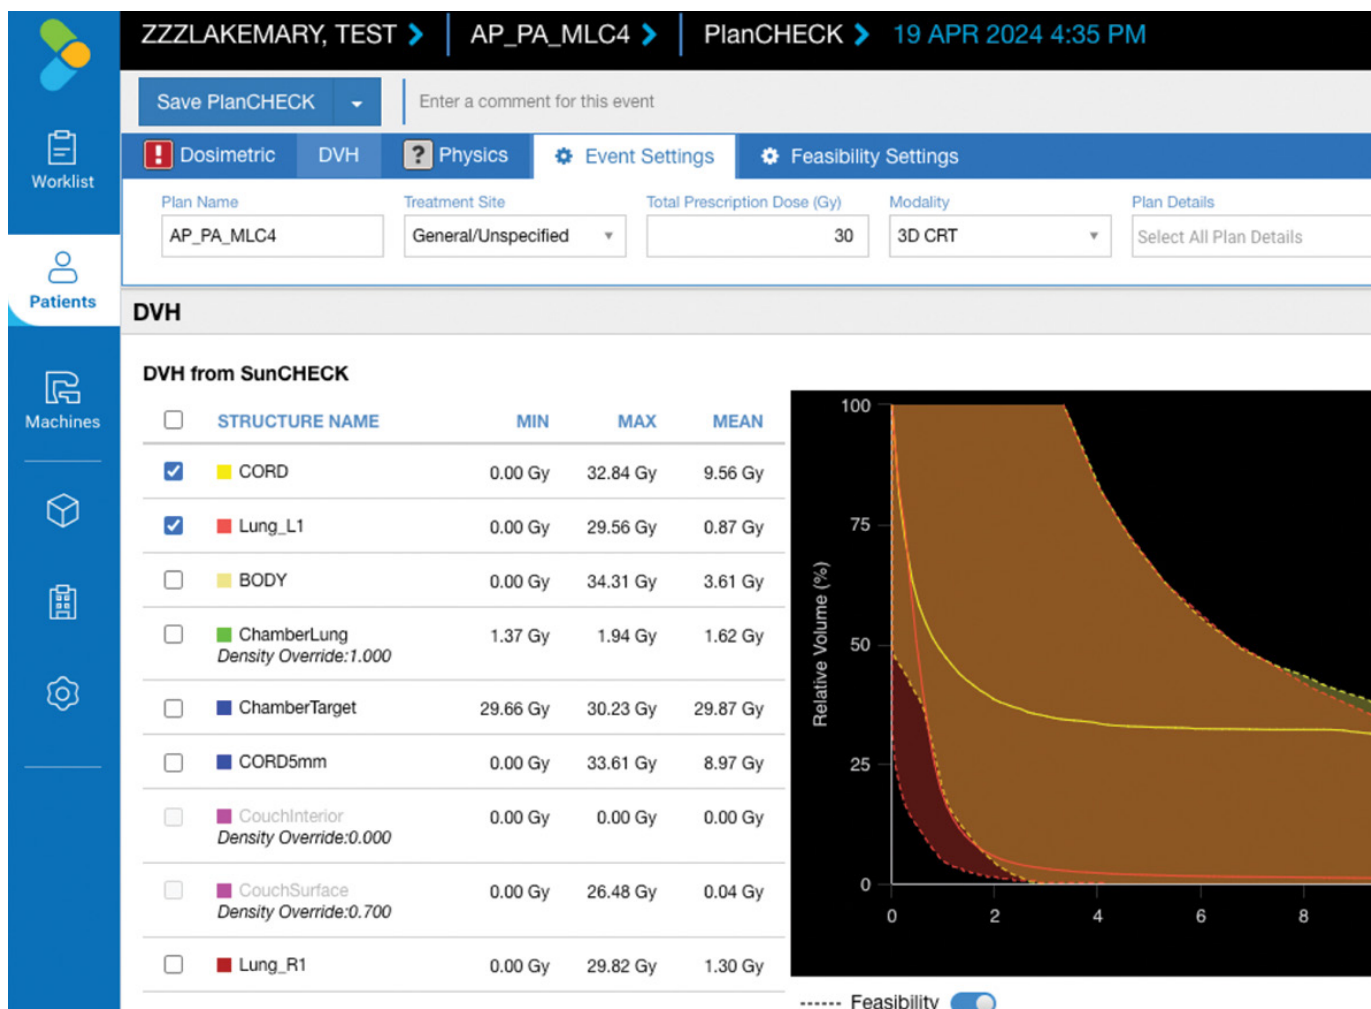 ZZZLAKEMARY, TEST AP_PA_MLC4 PlanCHECK 19 APR 2024 4:35 PM
Save PlanCHECK Enter a comment for this event
! Dosimetric DVH ? Physics Event Settings Feasibility Settings
Worklist
Patients
Machines
Plan Name Treatment Site Total Prescription Dose (Gy) Modality Plan Details
AP_PA_MLC4 General/Unspecified 30 3D CRT Select All Plan Details
DVH
DVH from SunCHECK
STRUCTURE NAME MIN MAX MEAN
CORD 0.00 Gy 32.84 Gy 9.56 Gy
Lung_L1 0.00 Gy 29.56 Gy 0.87 Gy
BODY 0.00 Gy 34.31 Gy 3.61 Gy
ChamberLung 1.37 Gy 1.94 Gy 1.62 Gy
Density Override:1.000
ChamberTarget 29.66 Gy 30.23 Gy 29.87 Gy
CORD5mm 0.00 Gy 33.61 Gy 8.97 Gy
CouchInterior 0.00 Gy 0.00 Gy 0.00 Gy
Density Override:0.000
CouchSurface 0.00 Gy 26.48 Gy 0.04 Gy
Density Override:0.700
Lung_R1 0.00 Gy 29.82 Gy 1.30 Gy
Relative Volume (%)
100
75
50
25
0
0 2 4 6 8
Feasibility